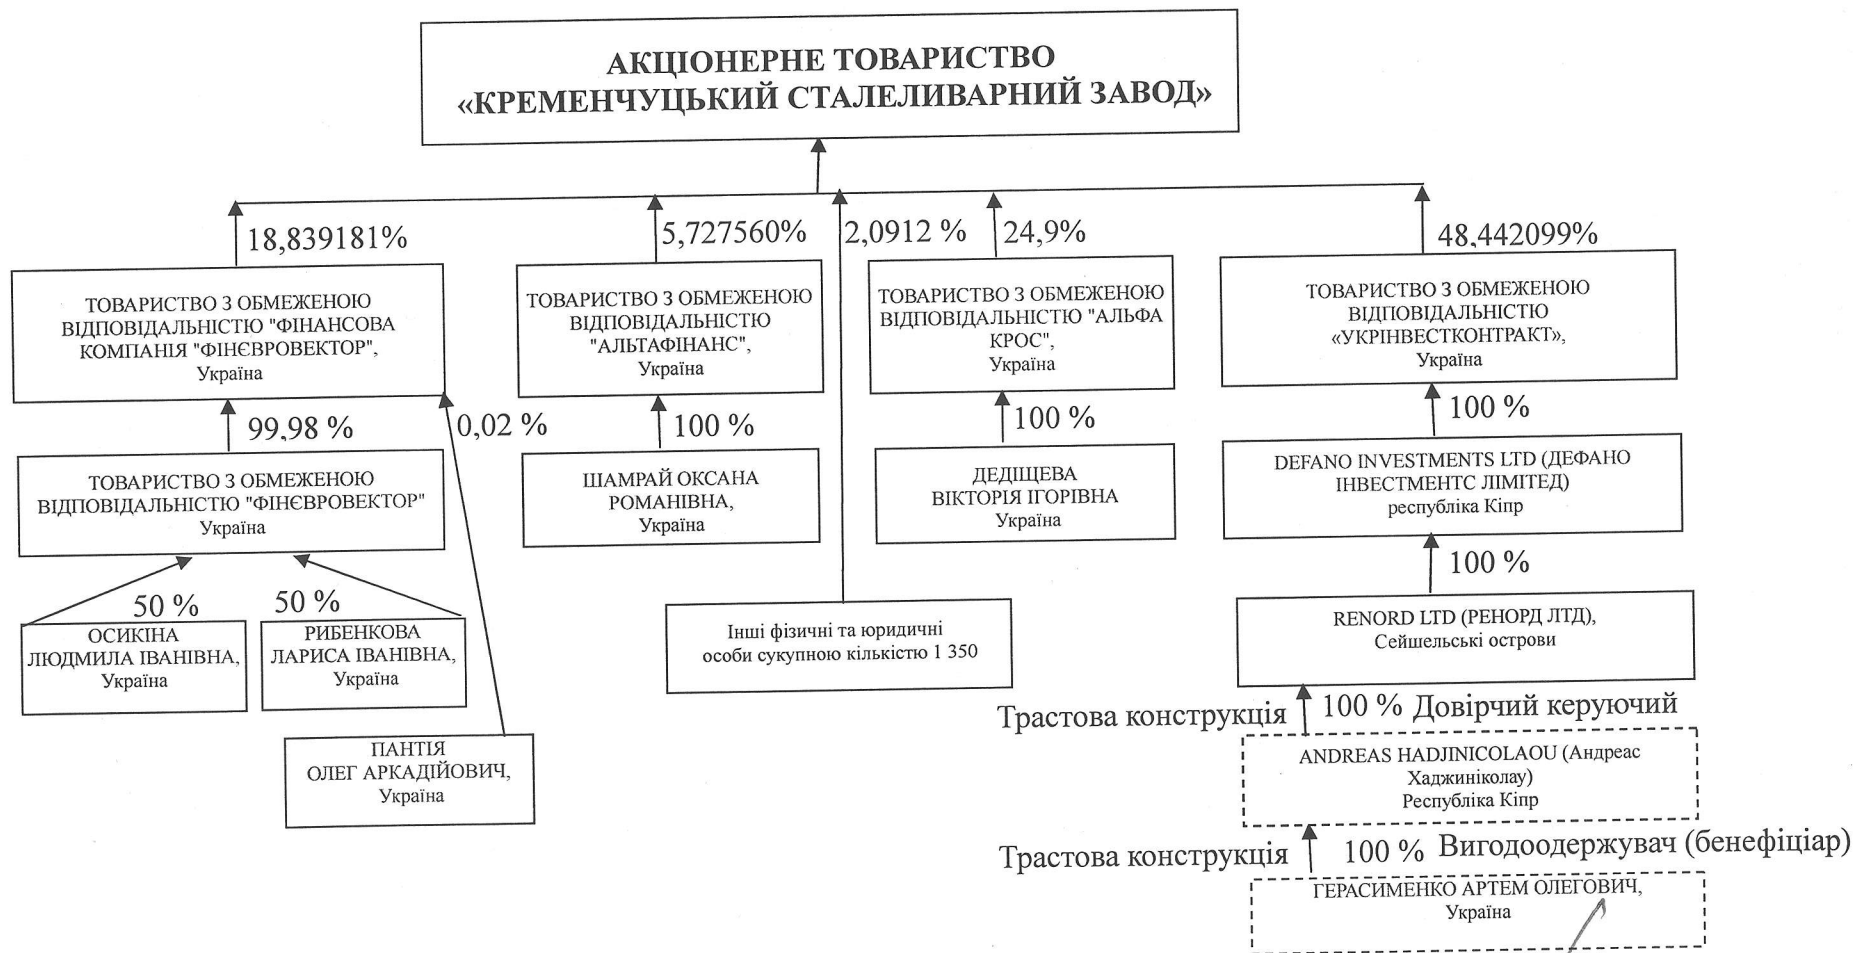 АКЦІОНЕРНЕ ТОВАРИСТВО
«КРЕМЕНЧУЦЬКИЙ СТАЛЕЛИВАРНИЙ ЗАВОД»
18,839181%
5,727560%
2,0912 %
24,9%
48,442099%
ТОВАРИСТВО З ОБМЕЖЕНОЮ
ВІДПОВІДАЛЬНІСТЮ "ФІНАНСОВА
КОМПАНІЯ "ФІНЄВРОВЕКТОР",
Україна
ТОВАРИСТВО З ОБМЕЖЕНОЮ
ВІДПОВІДАЛЬНІСТЮ
"АЛЬТАФІНАНС",
Україна
ТОВАРИСТВО З ОБМЕЖЕНОЮ
ВІДПОВІДАЛЬНІСТЮ "АЛЬФА
КРОС",
Україна
ТОВАРИСТВО З ОБМЕЖЕНОЮ
ВІДПОВІДАЛЬНІСТЮ
«УКРІНВЕСТКОНТРАКТ»,
Україна
99,98 %
0,02 %
100 %
100 %
100 %
ТОВАРИСТВО З ОБМЕЖЕНОЮ
ВІДПОВІДАЛЬНІСТЮ "ФІНЄВРОВЕКТОР"
Україна
ШАМРАЙ ОКСАНА
РОМАНІВНА,
Україна
ДЕДІЩЕВА
ВІКТОРІЯ ІГОРІВНА
Україна
DEFANO INVESTMENTS LTD (ДЕФАНО
ІНВЕСТМЕНТС ЛІМІТЕД)
республіка Кіпр
100 %
50 %
50 %
ОСИКІНА
ЛЮДМИЛА ІВАНІВНА,
Україна
РИБЕНКОВА
ЛАРИСА ІВАНІВНА,
Україна
Інші фізичні та юридичні
особи сукупною кількістю 1 350
RENORD LTD (РЕНОРД ЛТД),
Сейшельські острови
Трастова конструкція
100 % Довірчий керуючий
ПАНТІЯ
ОЛЕГ АРКАДІЙОВИЧ,
Україна
ANDREAS HADJINICOLAOU (Андреас
Хаджиніколау)
Республіка Кіпр
Трастова конструкція
100 % Вигодоодержувач (бенефіціар)
ГЕРАСИМЕНКО АРТЕМ ОЛЕГОВИЧ,
Україна